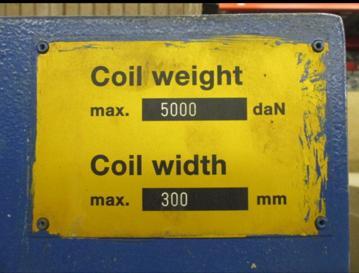 Coil weight
max. 5000 daN
Coil width
max. 300 mm